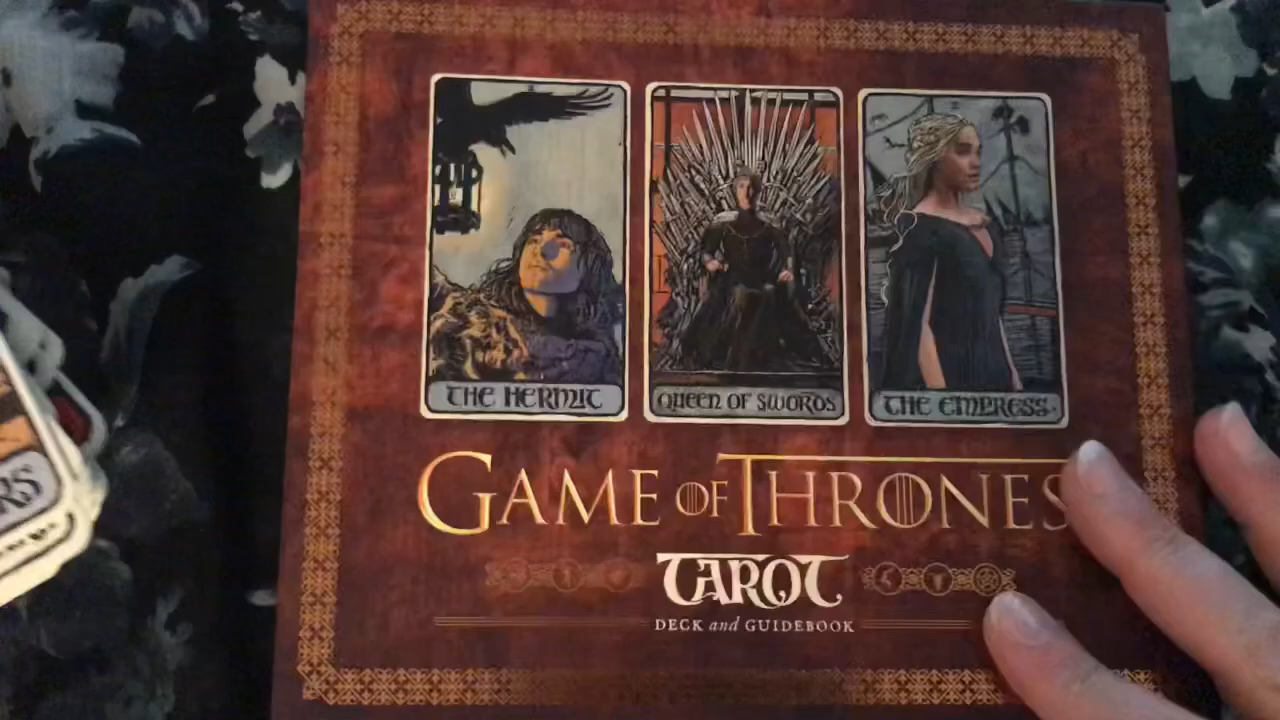 THE HERMIT
QUEEN OF SWORDS
THE EMPRESS
GAME OF THRONES
TAROT
DECK and GUIDEBOOK